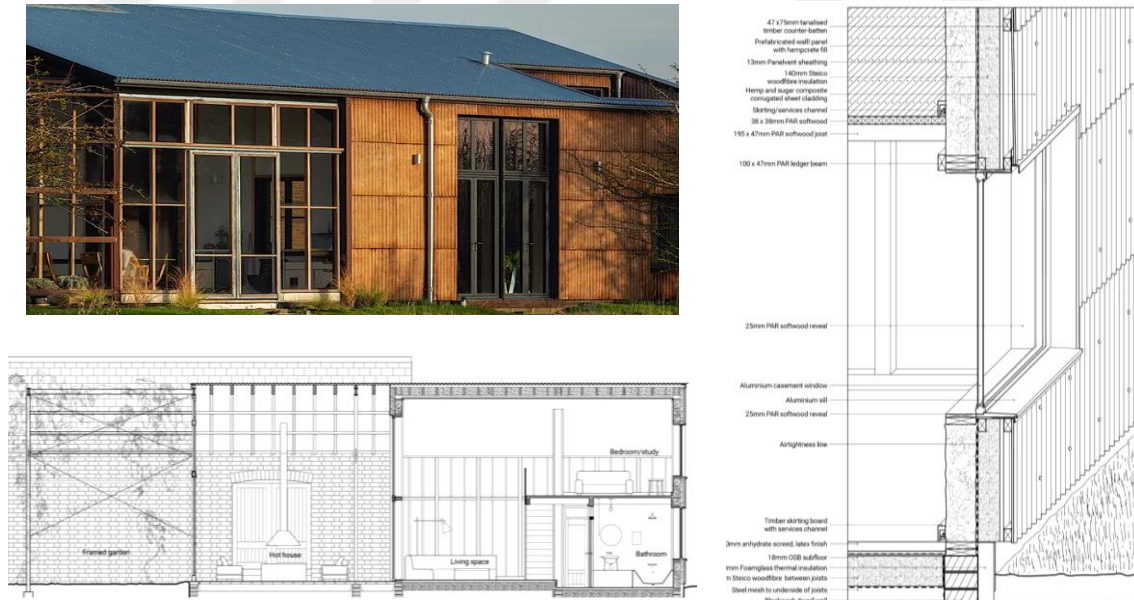 Framed garden
Hot house
Living space
Bedroom/study
Bathroom
47 x75mm tanalised
timber counter-batten
Prefabricated walll panel
with hempcrete fill
13mm Panelvent sheathing
140mm Steico
woodfibre insulation
Hemp and sugar composite
corrugated sheet cladding
Skirting/services channel
38 x 38mm PAR softwood
195 x 47mm PAR softwood joist
100 x 47mm PAR ledger beam
25mm PAR softwood reveal
Aluminium casement window
Aluminium sill
25mm PAR softwood reveal
Airtightness line
Timber skirting board
with services channel
0mm anhydrate screed, latex finish
18mm OSB subfloor
mm Foamglass thermal insulation
Steico woodfibre between joists
Steel mesh to underside of joists